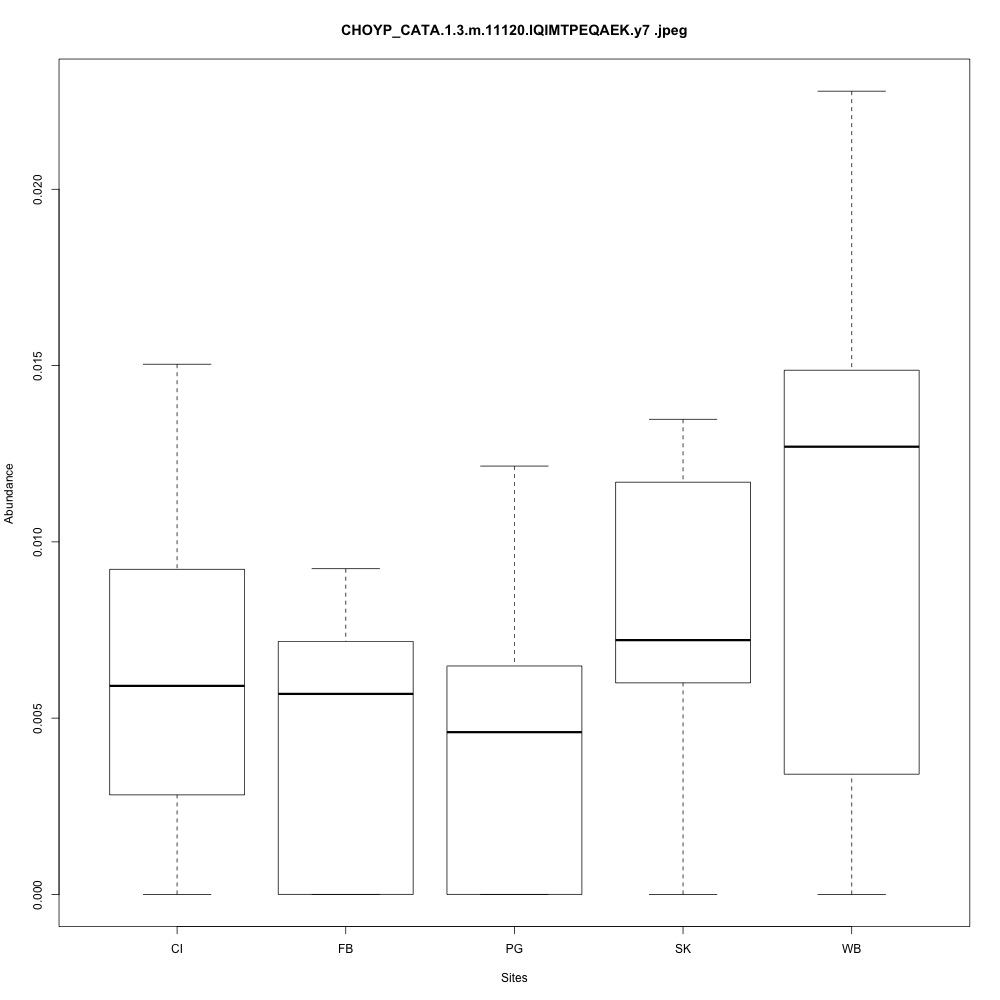 CHOYP_CATA.1.3.m.11120.IQIMTPEQAEK.y7 .jpeg
0.020
0.015
0.010
0.005
0.000
Abundance
CI FB PG SK WB
Sites